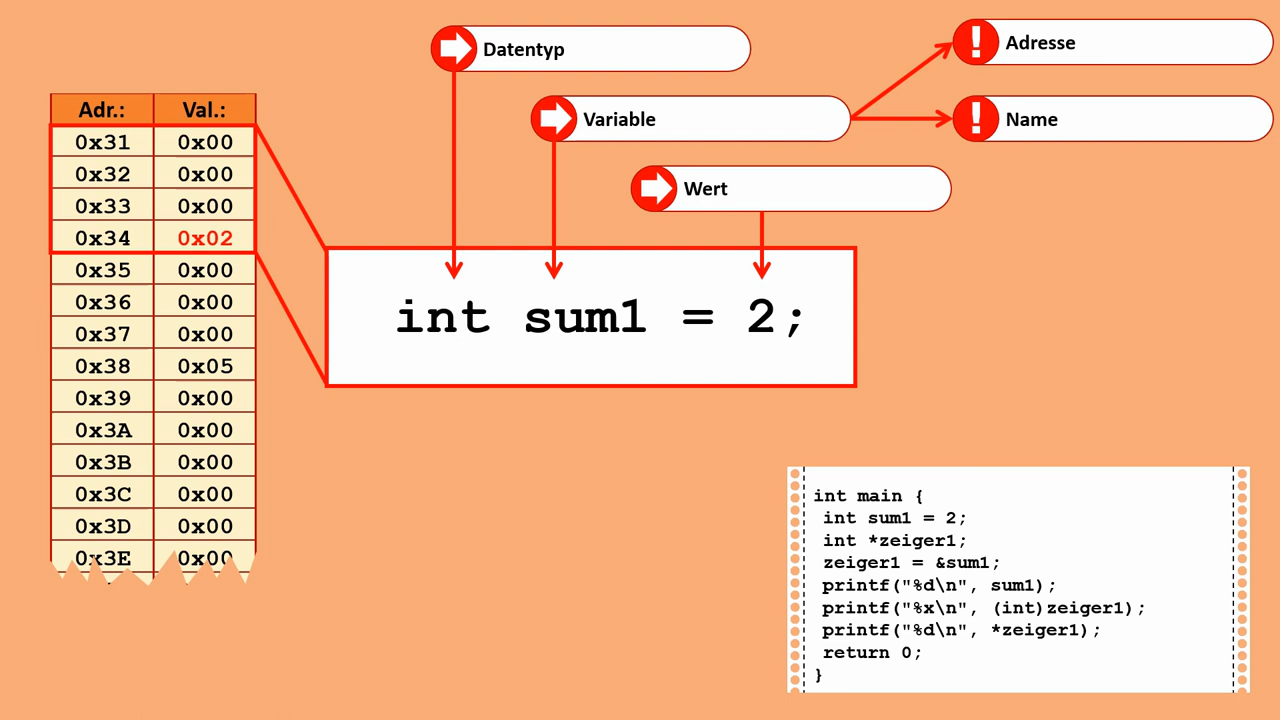 Datentyp
Adresse
Variable
Name
Wert
Adr.: Val.:
0x31 0x00
0x32 0x00
0x33 0x00
0x34 0x02
0x35 0x00
0x36 0x00
0x37 0x00
0x38 0x05
0x39 0x00
0x3A 0x00
0x3B 0x00
0x3C 0x00
0x3D 0x00
0x3E 0x00
int sum1 = 2;
int main {
int sum1 = 2;
int *zeiger1;
zeiger1 = &sum1;
printf("%d\n", sum1);
printf("%x\n", (int)zeiger1);
printf("%d\n", *zeiger1);
return 0;
}